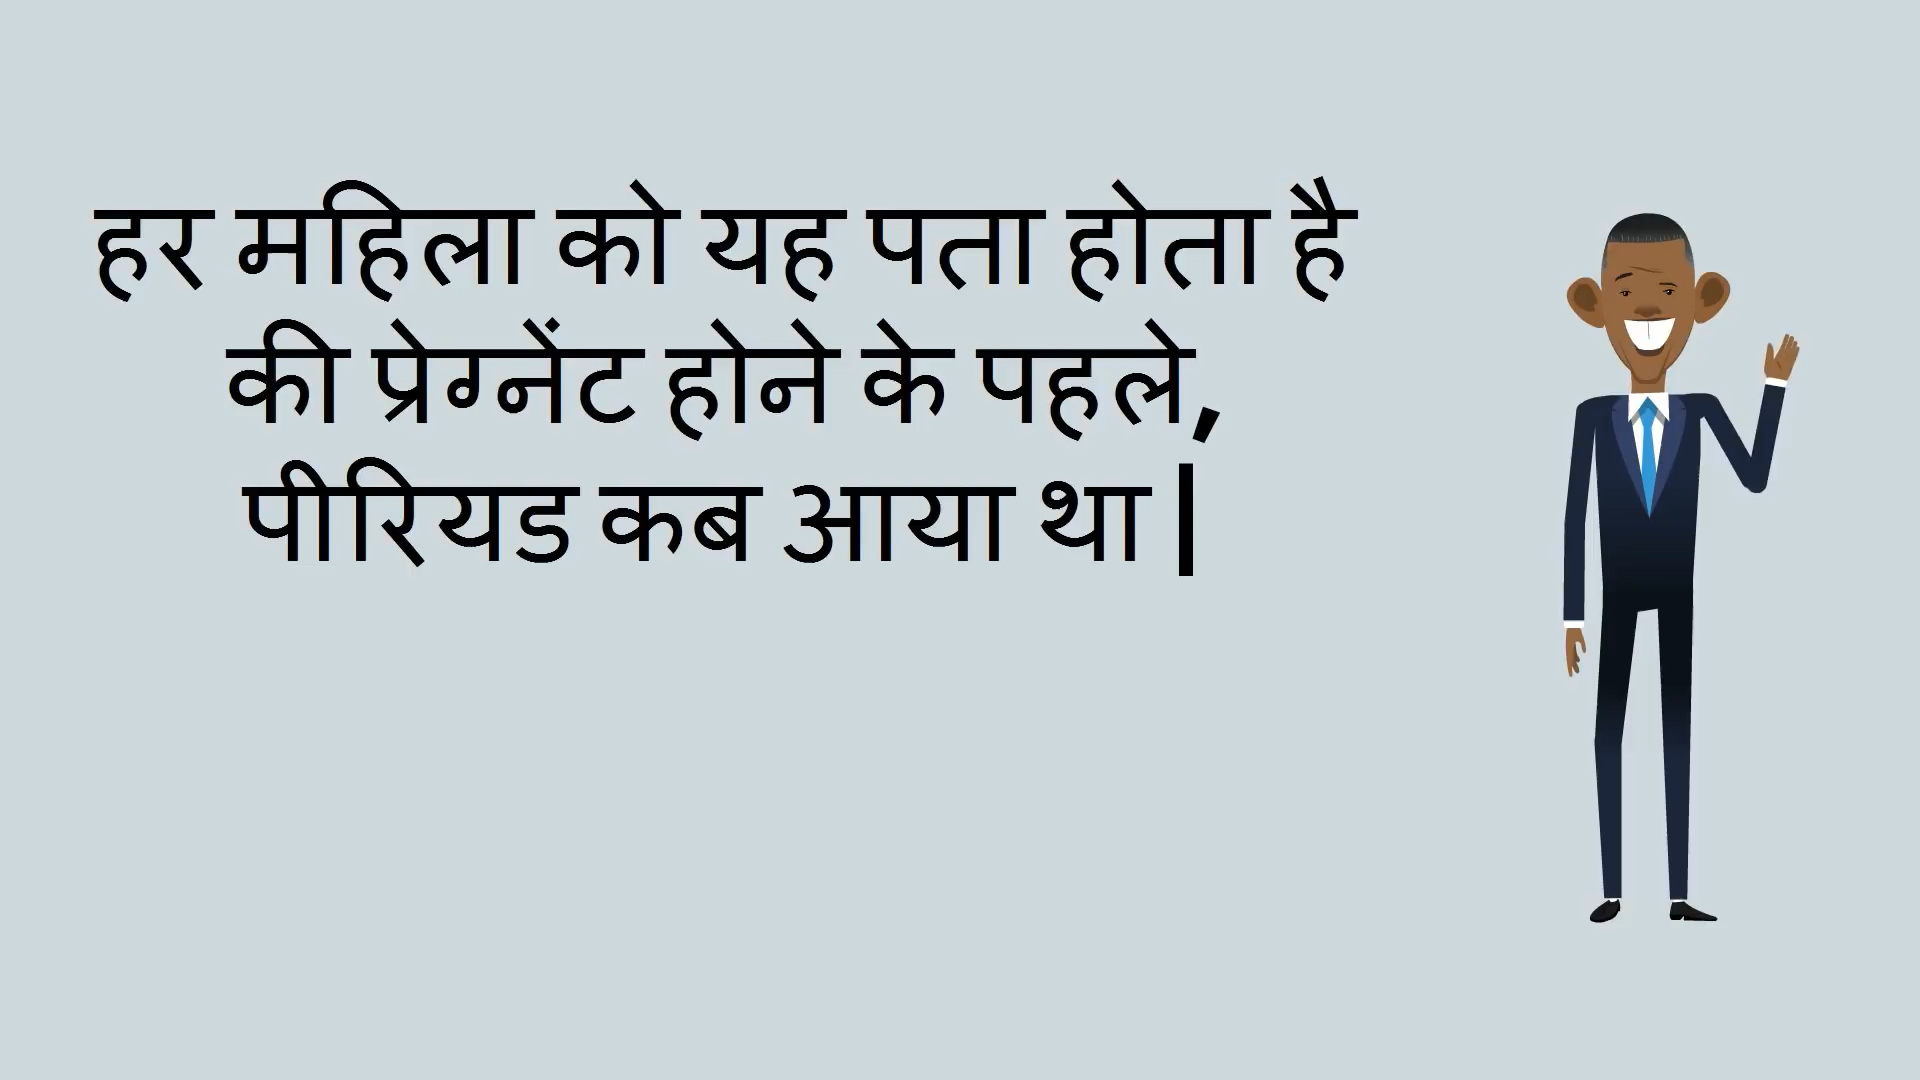 हर महिला को यह पता होता है
की प्रेग्नेंट होने के पहले,
पीरियड कब आया था |